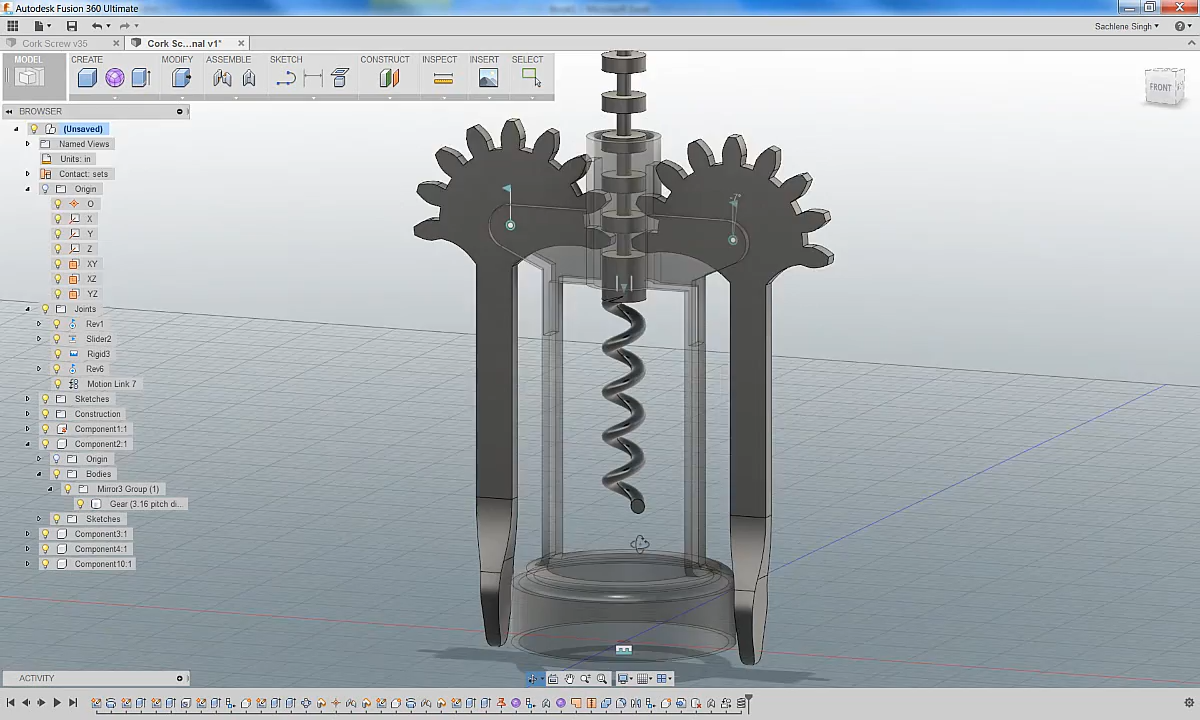 Autodesk Fusion 360 Ultimate
Sachlene Singh
Cork Screw v35
Cork Sc...nal v1*
MODEL
CREATE
MODIFY
ASSEMBLE
SKETCH
CONSTRUCT
INSPECT
INSERT
SELECT
FRONT
BROWSER
(Unsaved)
Named Views
Units: in
Contact: sets
Origin
O
X
Y
Z
XY
XZ
YZ
Joints
Rev1
Slider2
Rigid3
Rev6
Motion Link 7
Sketches
Construction
Component1:1
Component2:1
Origin
Bodies
Mirror3 Group (1)
Gear (3.16 pitch di...
Sketches
Component3:1
Component4:1
Component10:1
ACTIVITY